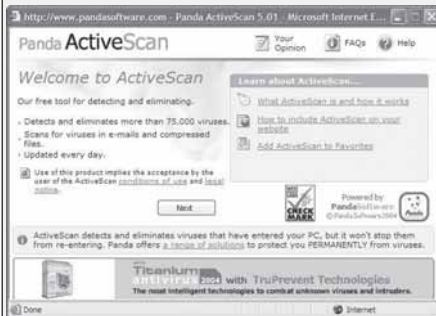 http://www.pandasoftware.com - Panda ActiveScan 5.01 - Microsoft Internet E...
Panda ActiveScan
Your Opinion
FAQs
Help
Welcome to ActiveScan
Our free tool for detecting and eliminating.
Detects and eliminates more than 75,000 viruses.
Scans for viruses in e-mails and compressed
files.
Updated every day.
Use of this product implies the acceptance by the
user of the ActiveScan conditions of use and legal
notice.
Next
Learn about ActiveScan...
What ActiveScan is and how it works
How to include ActiveScan on your
website
Add ActiveScan to Favorites
CHECK
MARK
Powered by
PandaSoftware
© PandaSoftware 2004
Panda
ActiveScan detects and eliminates viruses that have entered your PC, but it won't stop them
from re-entering. Panda offers a range of solutions to protect you PERMANENTLY from viruses.
Titanium
antivirus 2004 with TruPrevent Technologies
The most intelligent technologies to combat unknown viruses and intruders.
Done
Internet